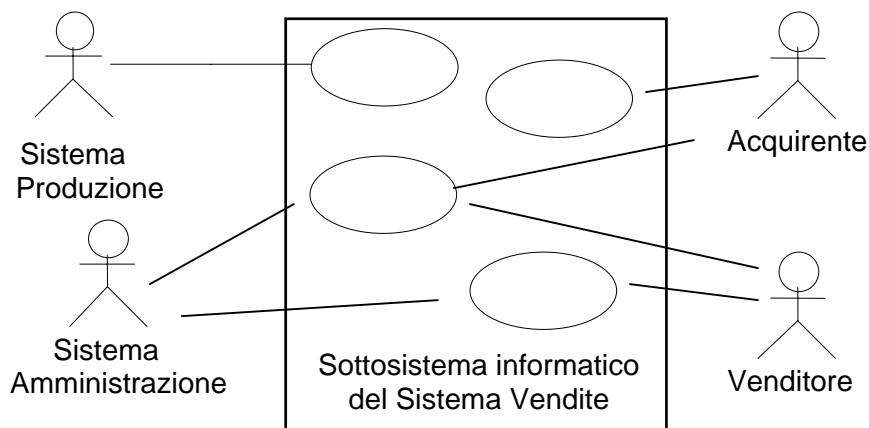 Sistema
Produzione
Acquirente
Sistema
Amministrazione
Sottosistema informatico
del Sistema Vendite
Venditore